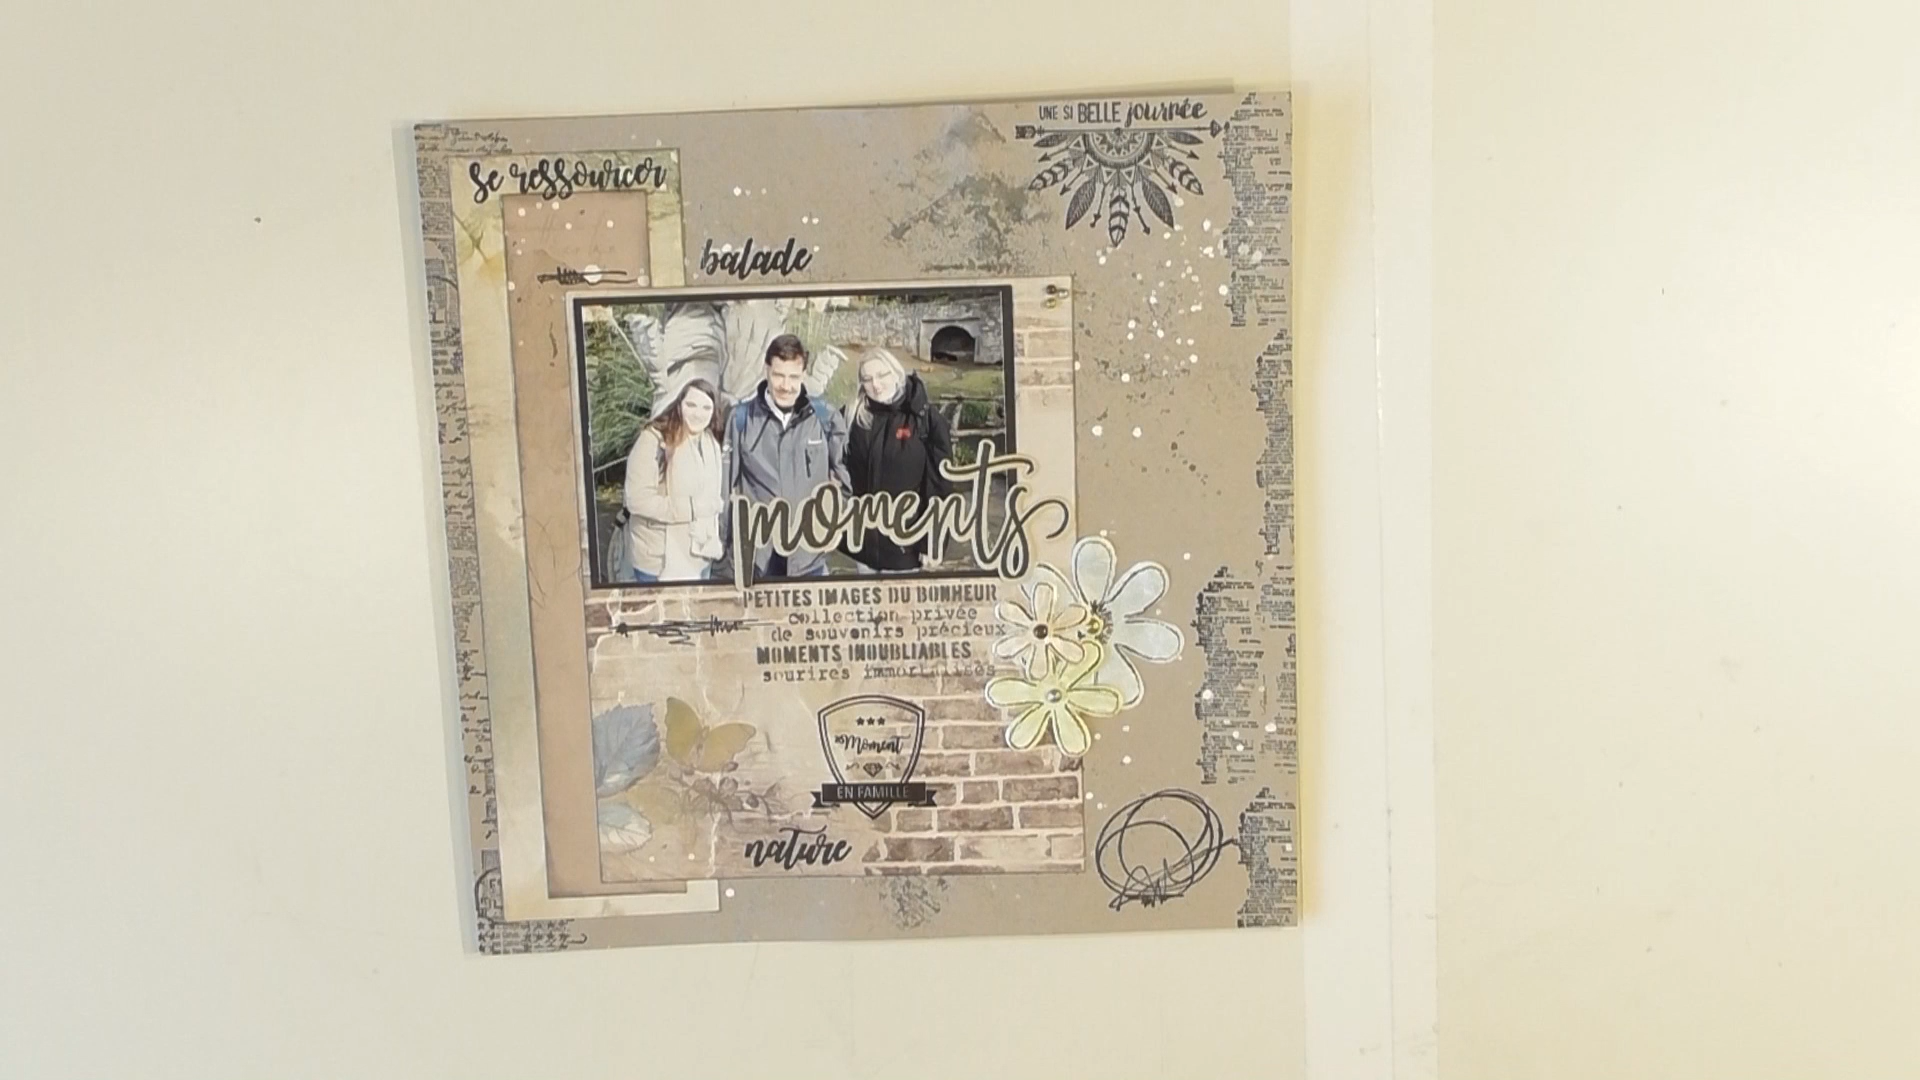 UNE SI BELLE journée
se ressourcer
balade
moments
PETITES IMAGES DU BONHEUR
collection privée
de souvenirs précieux
MOMENTS INOUBLIABLES
sourires immortalisés
Moment
EN FAMILLE
nature